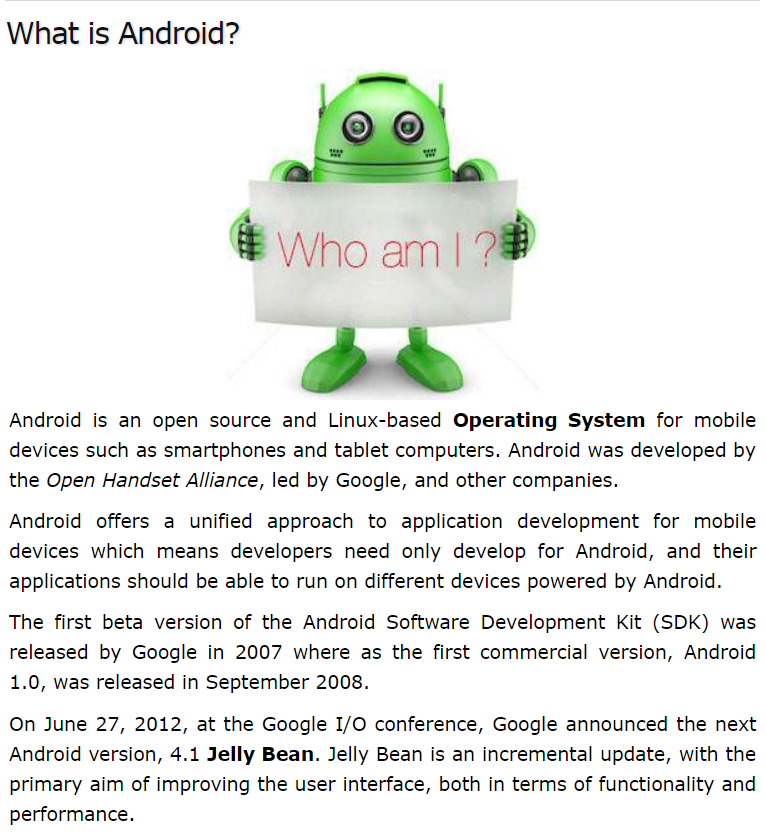 What is Android?
Who am I ?
Android is an open source and Linux-based Operating System for mobile
devices such as smartphones and tablet computers. Android was developed by
the Open Handset Alliance, led by Google, and other companies.
Android offers a unified approach to application development for mobile
devices which means developers need only develop for Android, and their
applications should be able to run on different devices powered by Android.
The first beta version of the Android Software Development Kit (SDK) was
released by Google in 2007 where as the first commercial version, Android
1.0, was released in September 2008.
On June 27, 2012, at the Google I/O conference, Google announced the next
Android version, 4.1 Jelly Bean. Jelly Bean is an incremental update, with the
primary aim of improving the user interface, both in terms of functionality and
performance.